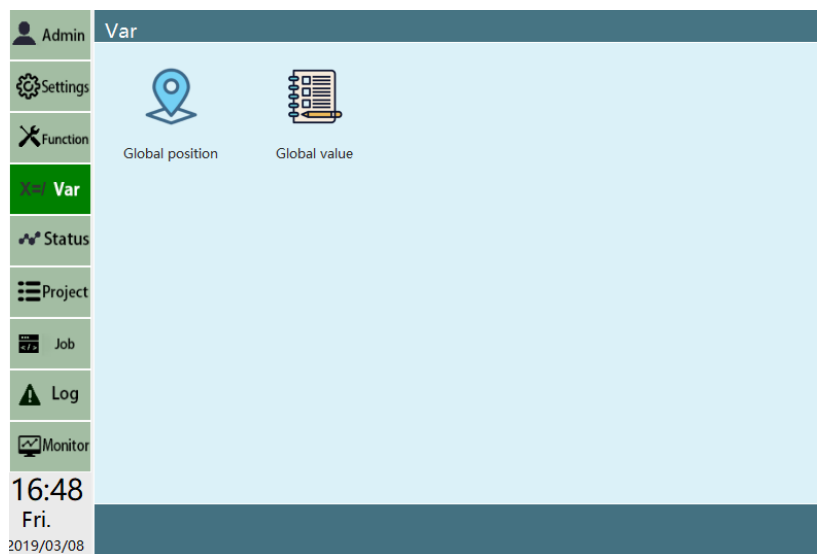 Admin
Var
Settings
Function
Global position
Global value
X=/ Var
Status
Project
Job
Log
Monitor
16:48
Fri.
2019/03/08